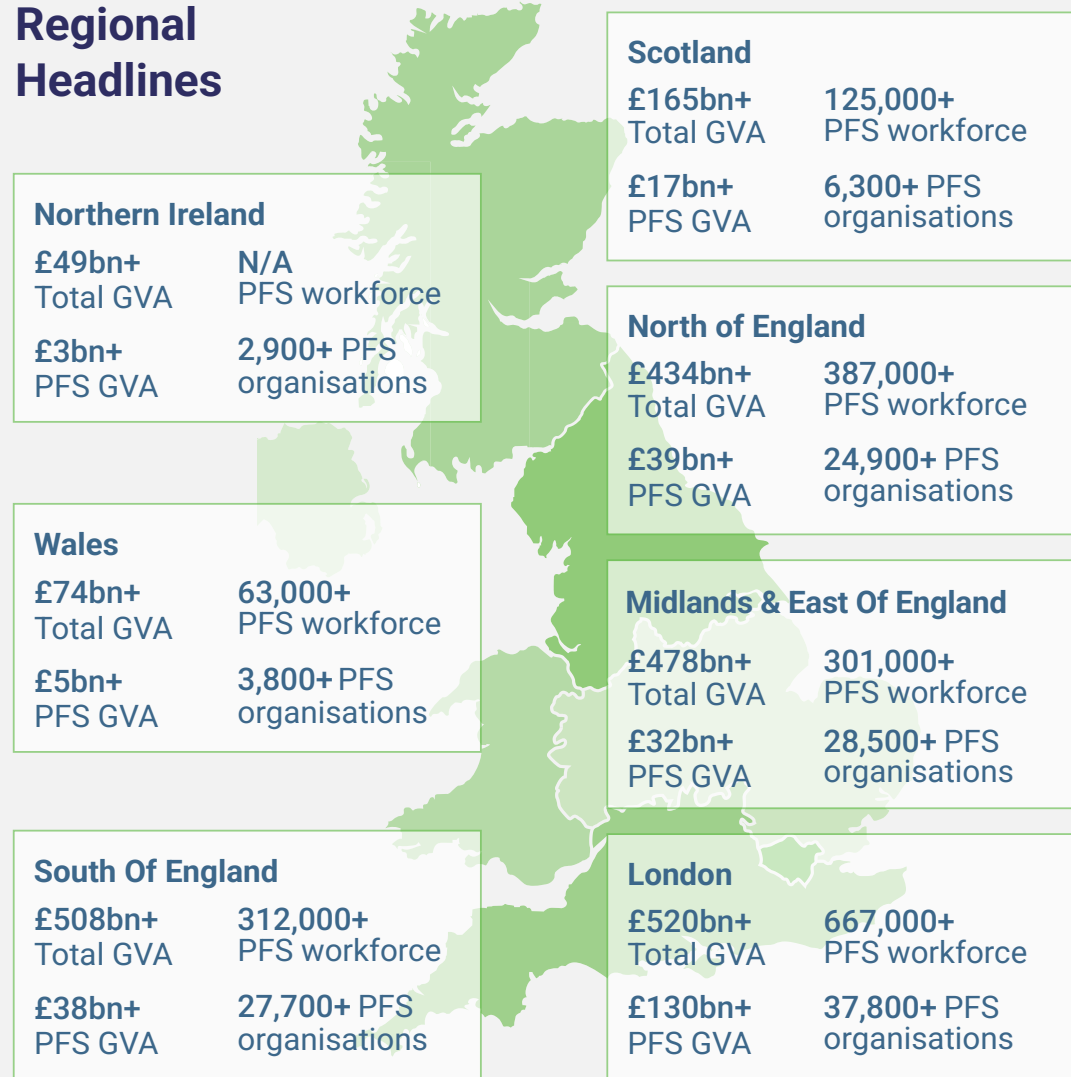 Regional
Headlines
Scotland
£165bn+
Total GVA
125,000+
PFS workforce
£17bn+
PFS GVA
6,300+ PFS
organisations
Northern Ireland
£49bn+
Total GVA
N/A
PFS workforce
£3bn+
PFS GVA
2,900+ PFS
organisations
North of England
£434bn+
Total GVA
387,000+
PFS workforce
£39bn+
PFS GVA
24,900+ PFS
organisations
Wales
£74bn+
Total GVA
63,000+
PFS workforce
£5bn+
PFS GVA
3,800+ PFS
organisations
Midlands & East Of England
£478bn+
Total GVA
301,000+
PFS workforce
£32bn+
PFS GVA
28,500+ PFS
organisations
South Of England
£508bn+
Total GVA
312,000+
PFS workforce
£38bn+
PFS GVA
27,700+ PFS
organisations
London
£520bn+
Total GVA
667,000+
PFS workforce
£130bn+
PFS GVA
37,800+ PFS
organisations